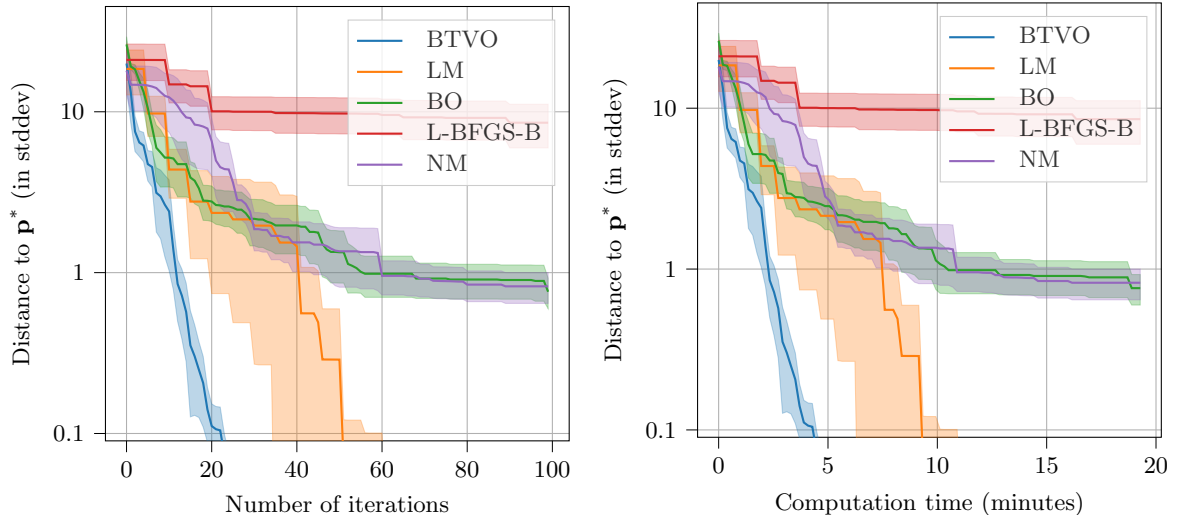 Distance to p* (in stddev)
10
1
0.1
BTVO
LM
BO
L-BFGS-B
NM
0
20
40
60
80
100
Number of iterations
Distance to p* (in stddev)
10
1
0.1
BTVO
LM
BO
L-BFGS-B
NM
0
5
10
15
20
Computation time (minutes)